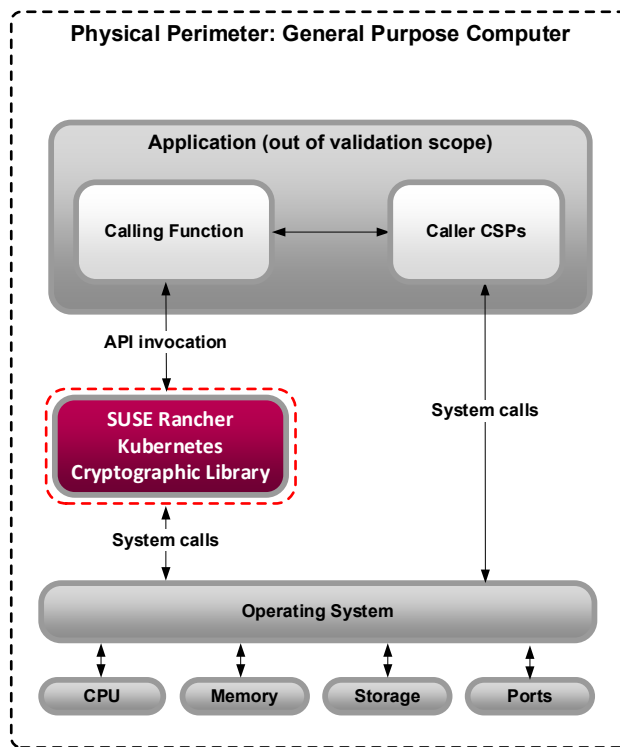 Physical Perimeter: General Purpose Computer
Application (out of validation scope)
Calling Function
Caller CSPs
API invocation
SUSE Rancher
Kubernetes
Cryptographic Library
System calls
System calls
Operating System
CPU
Memory
Storage
Ports